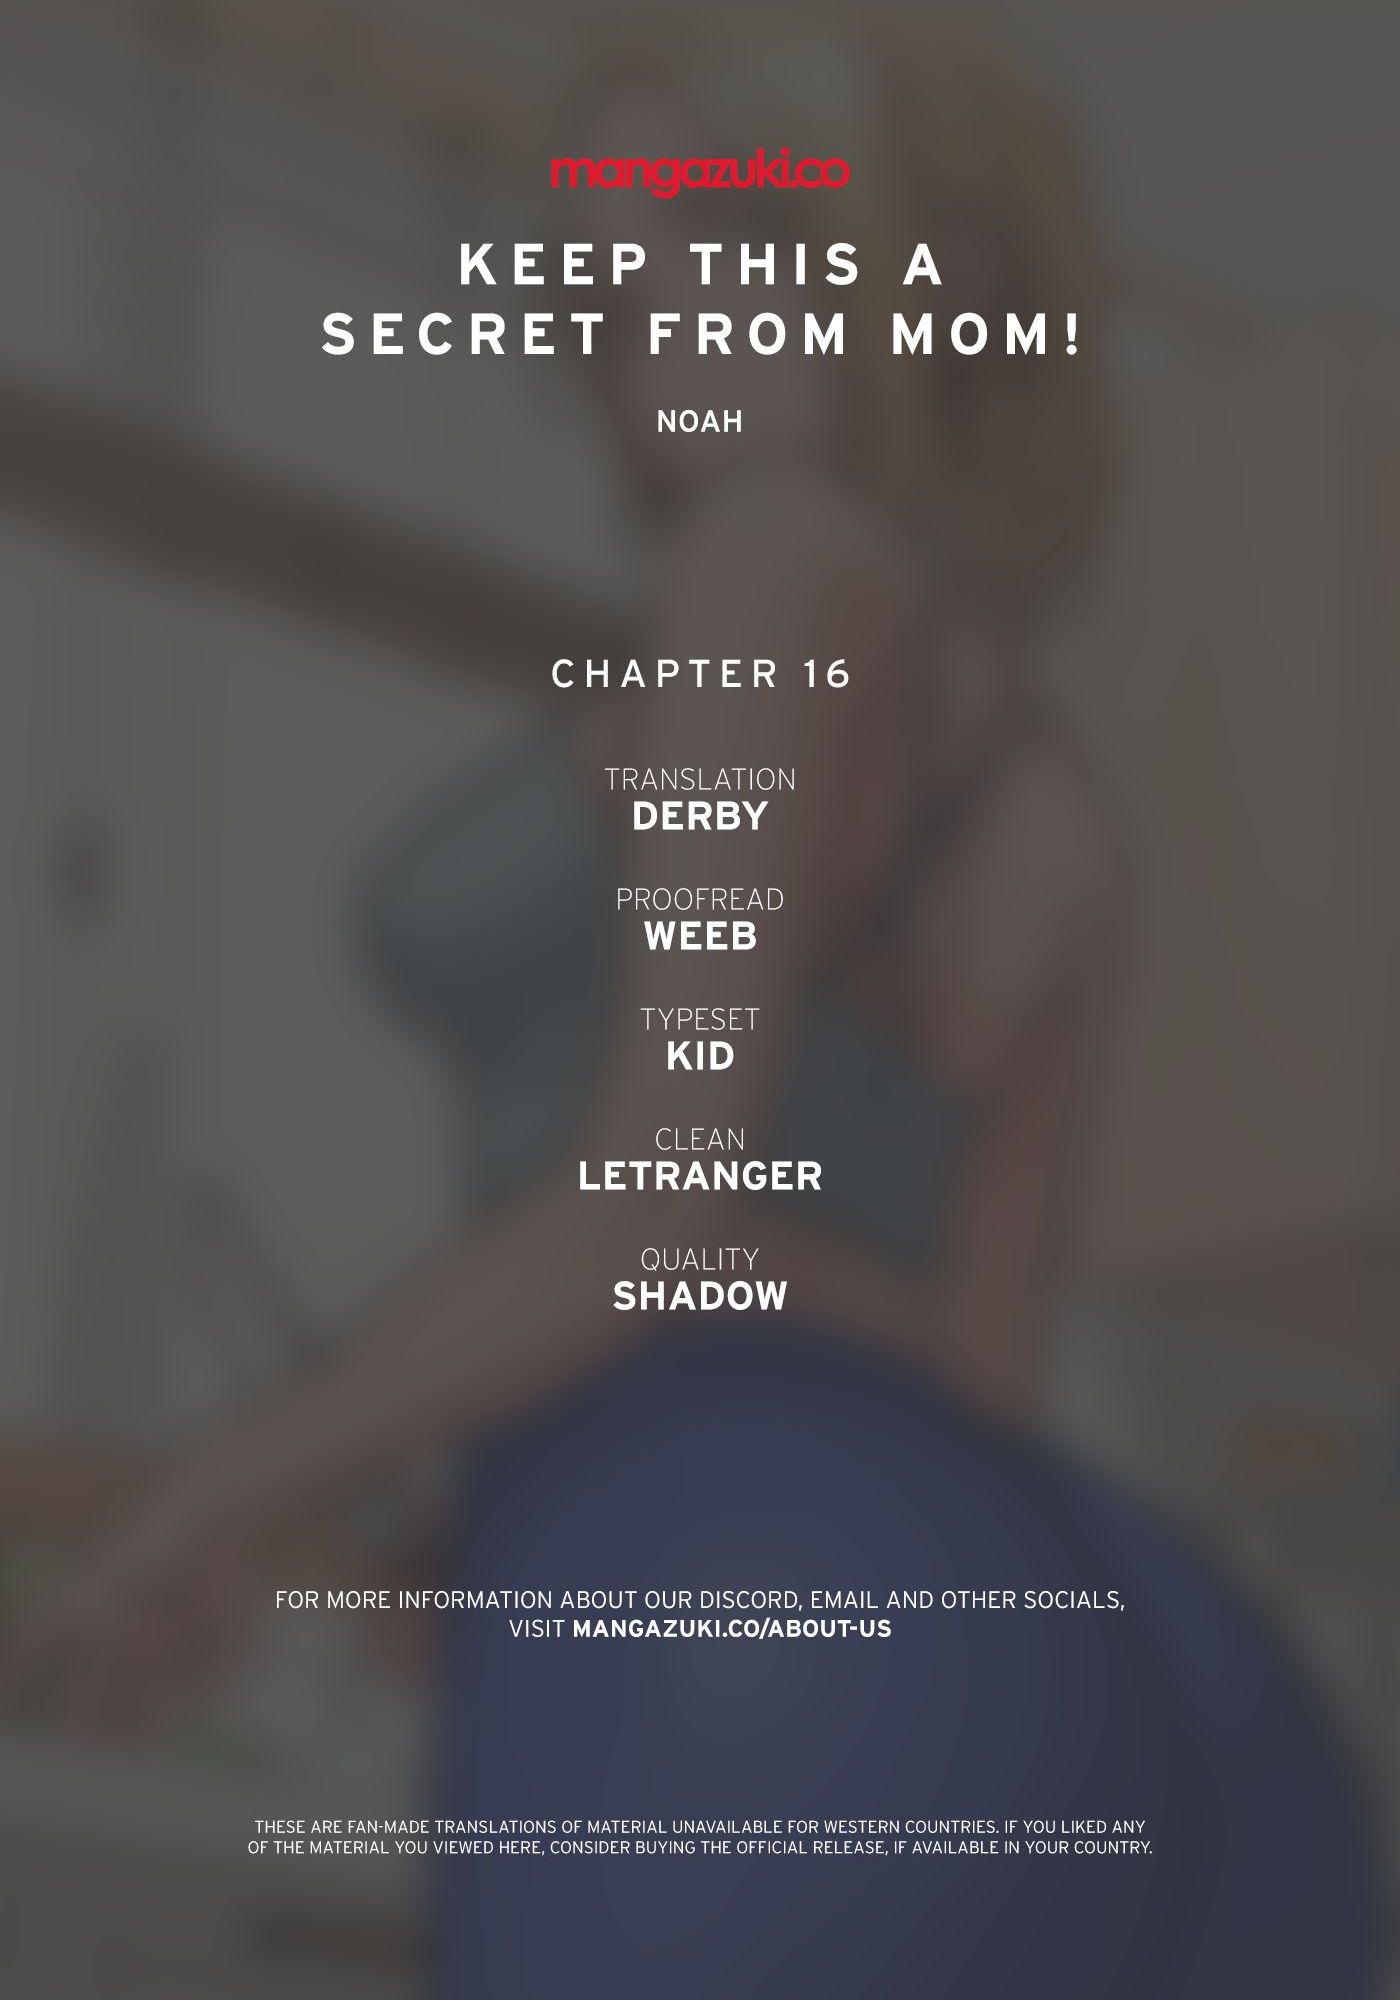 mangazuki.co
KEEP THIS A
SECRET FROM MOM!
NOAH
CHAPTER 16
TRANSLATION
DERBY
PROOFREAD
WEEB
TYPESET
KID
CLEAN
LETRANGER
QUALITY
SHADOW
FOR MORE INFORMATION ABOUT OUR DISCORD, EMAIL AND OTHER SOCIALS,
VISIT MANGAZUKI.CO/ABOUT-US
THESE ARE FAN-MADE TRANSLATIONS OF MATERIAL UNAVAILABLE FOR WESTERN COUNTRIES. IF YOU LIKED ANY
OF THE MATERIAL YOU VIEWED HERE, CONSIDER BUYING THE OFFICIAL RELEASE, IF AVAILABLE IN YOUR COUNTRY.